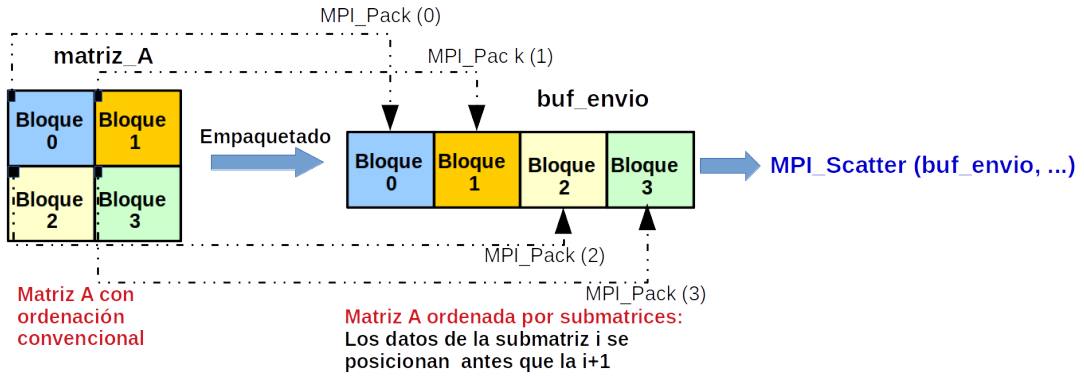 MPI_Pack (0)
matriz_A
MPI_Pac k (1)
buf_envio
Bloque
0
Bloque
1
Empaquetado
Bloque
0
Bloque
1
Bloque
2
Bloque
3
MPI_Scatter (buf_envio, ...)
Bloque
2
Bloque
3
MPI_Pack (2)
MPI_Pack (3)
Matriz A con
ordenación
convencional
Matriz A ordenada por submatrices:
Los datos de la submatriz i se
posicionan antes que la i+1